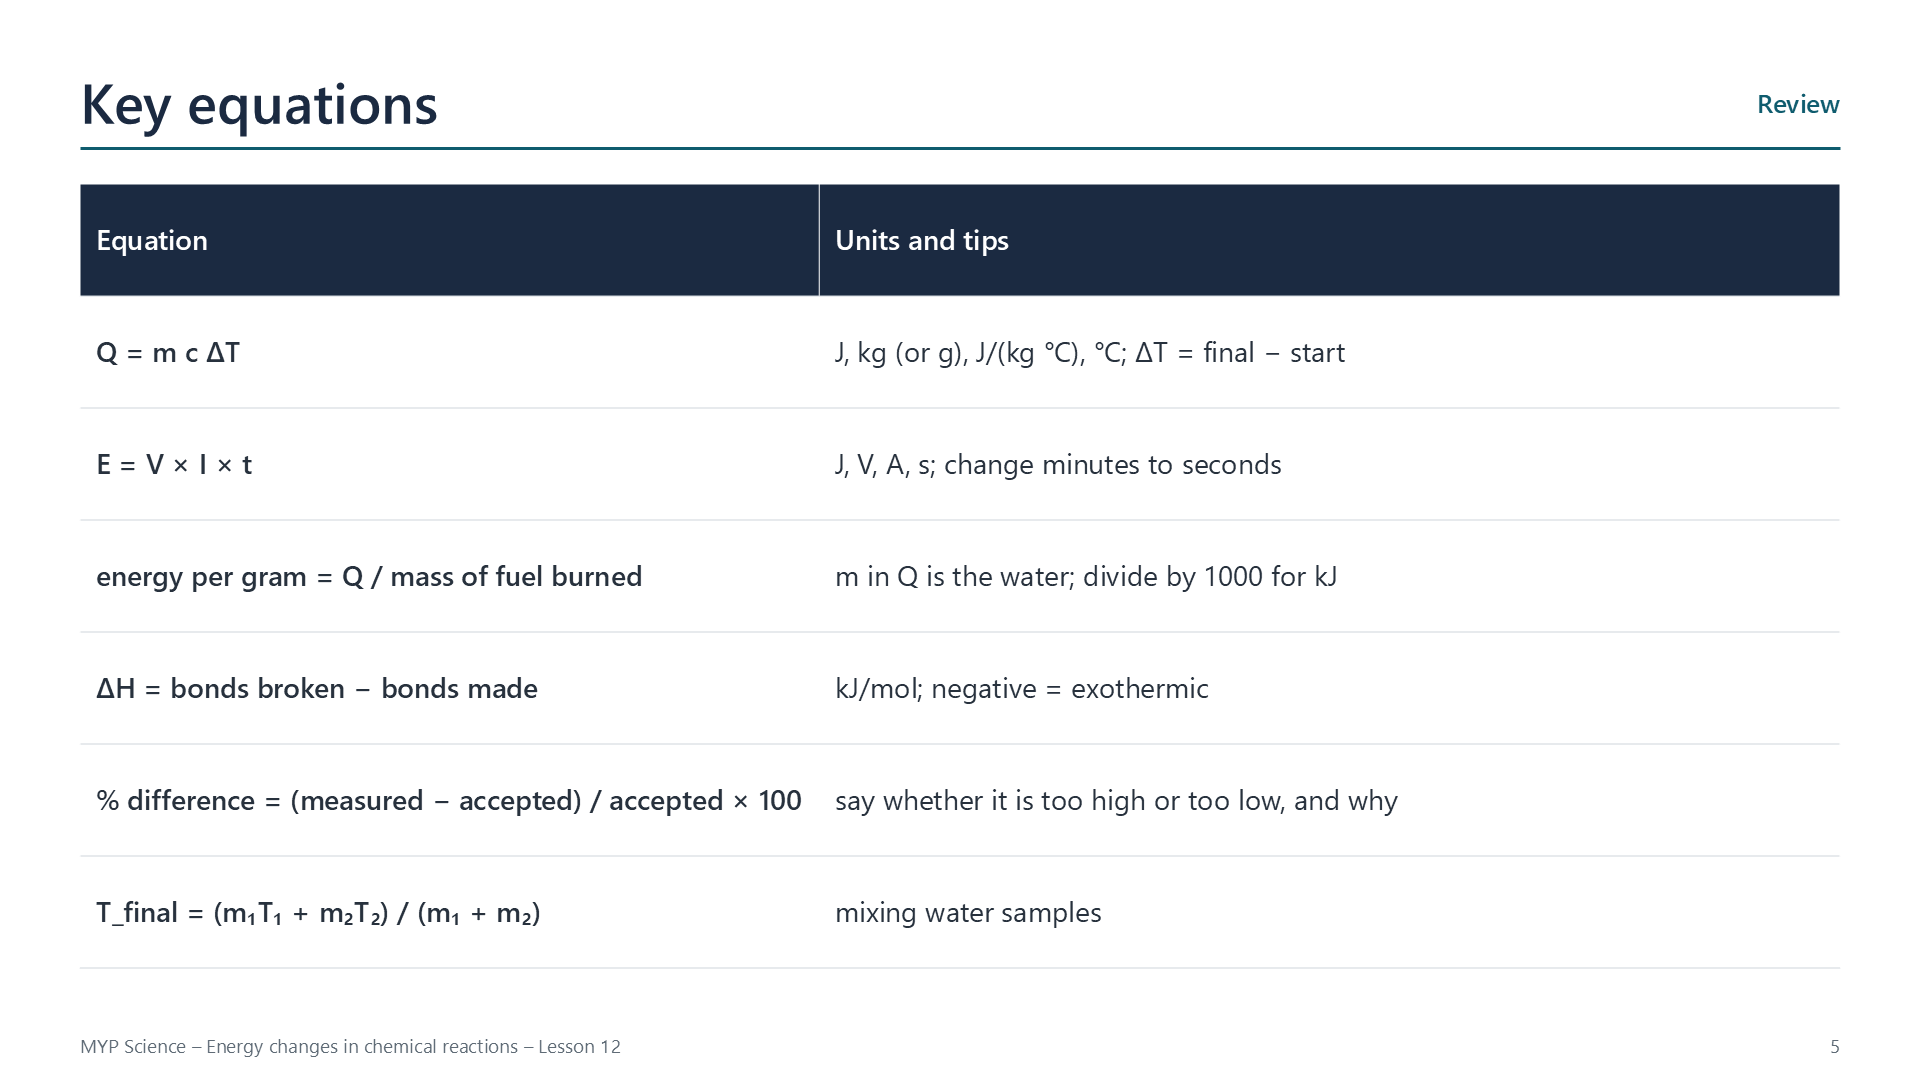 Key equations
Review
Equation
Units and tips
Q = m c ΔT
J, kg (or g), J/(kg °C), °C; ΔT = final − start
E = V × I × t
J, V, A, s; change minutes to seconds
energy per gram = Q / mass of fuel burned
m in Q is the water; divide by 1000 for kJ
ΔH = bonds broken − bonds made
kJ/mol; negative = exothermic
% difference = (measured − accepted) / accepted × 100
say whether it is too high or too low, and why
T_final = (m₁T₁ + m₂T₂) / (m₁ + m₂)
mixing water samples
MYP Science – Energy changes in chemical reactions – Lesson 12
5